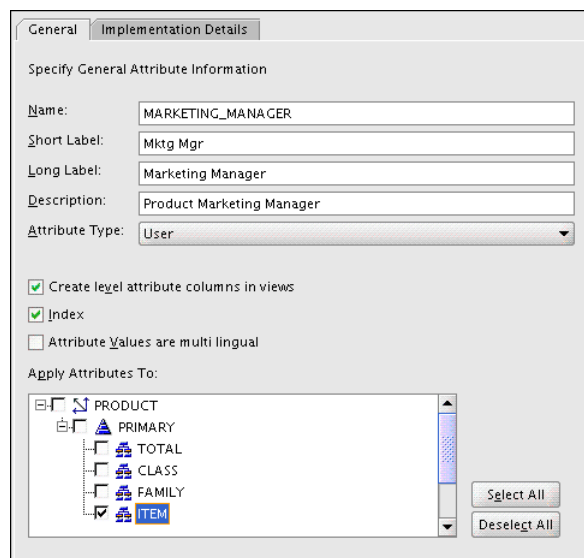 General
Implementation Details
Specify General Attribute Information
Name: MARKETING_MANAGER
Short Label: Mktg Mgr
Long Label: Marketing Manager
Description: Product Marketing Manager
Attribute Type: User
Create level attribute columns in views
Index
Attribute Values are multi lingual
Apply Attributes To:
PRODUCT
PRIMARY
TOTAL
CLASS
FAMILY
ITEM
Select All
Deselect All